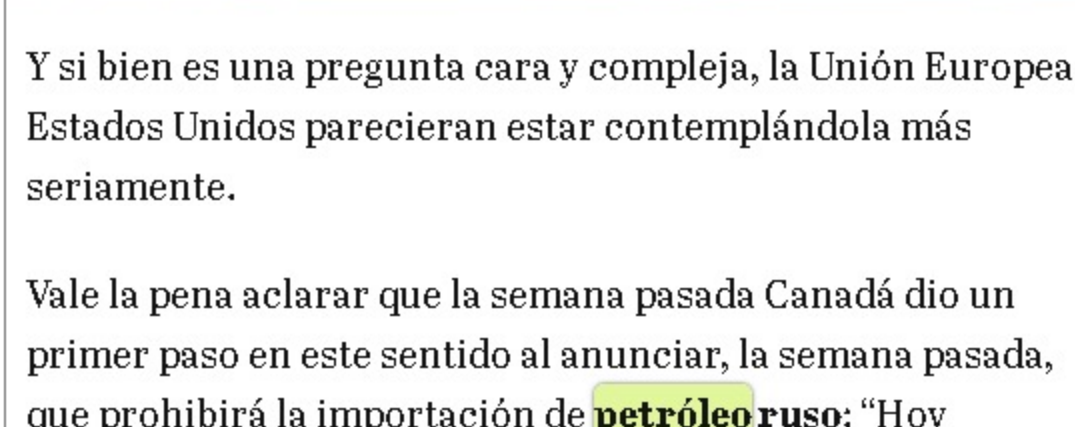 Y si bien es una pregunta cara y compleja, la Unión Europea
Estados Unidos parecieran estar contemplándola más
seriamente.
Vale la pena aclarar que la semana pasada Canadá dio un
primer paso en este sentido al anunciar, la semana pasada,
que prohibirá la importación de petróleo ruso: “Hoy